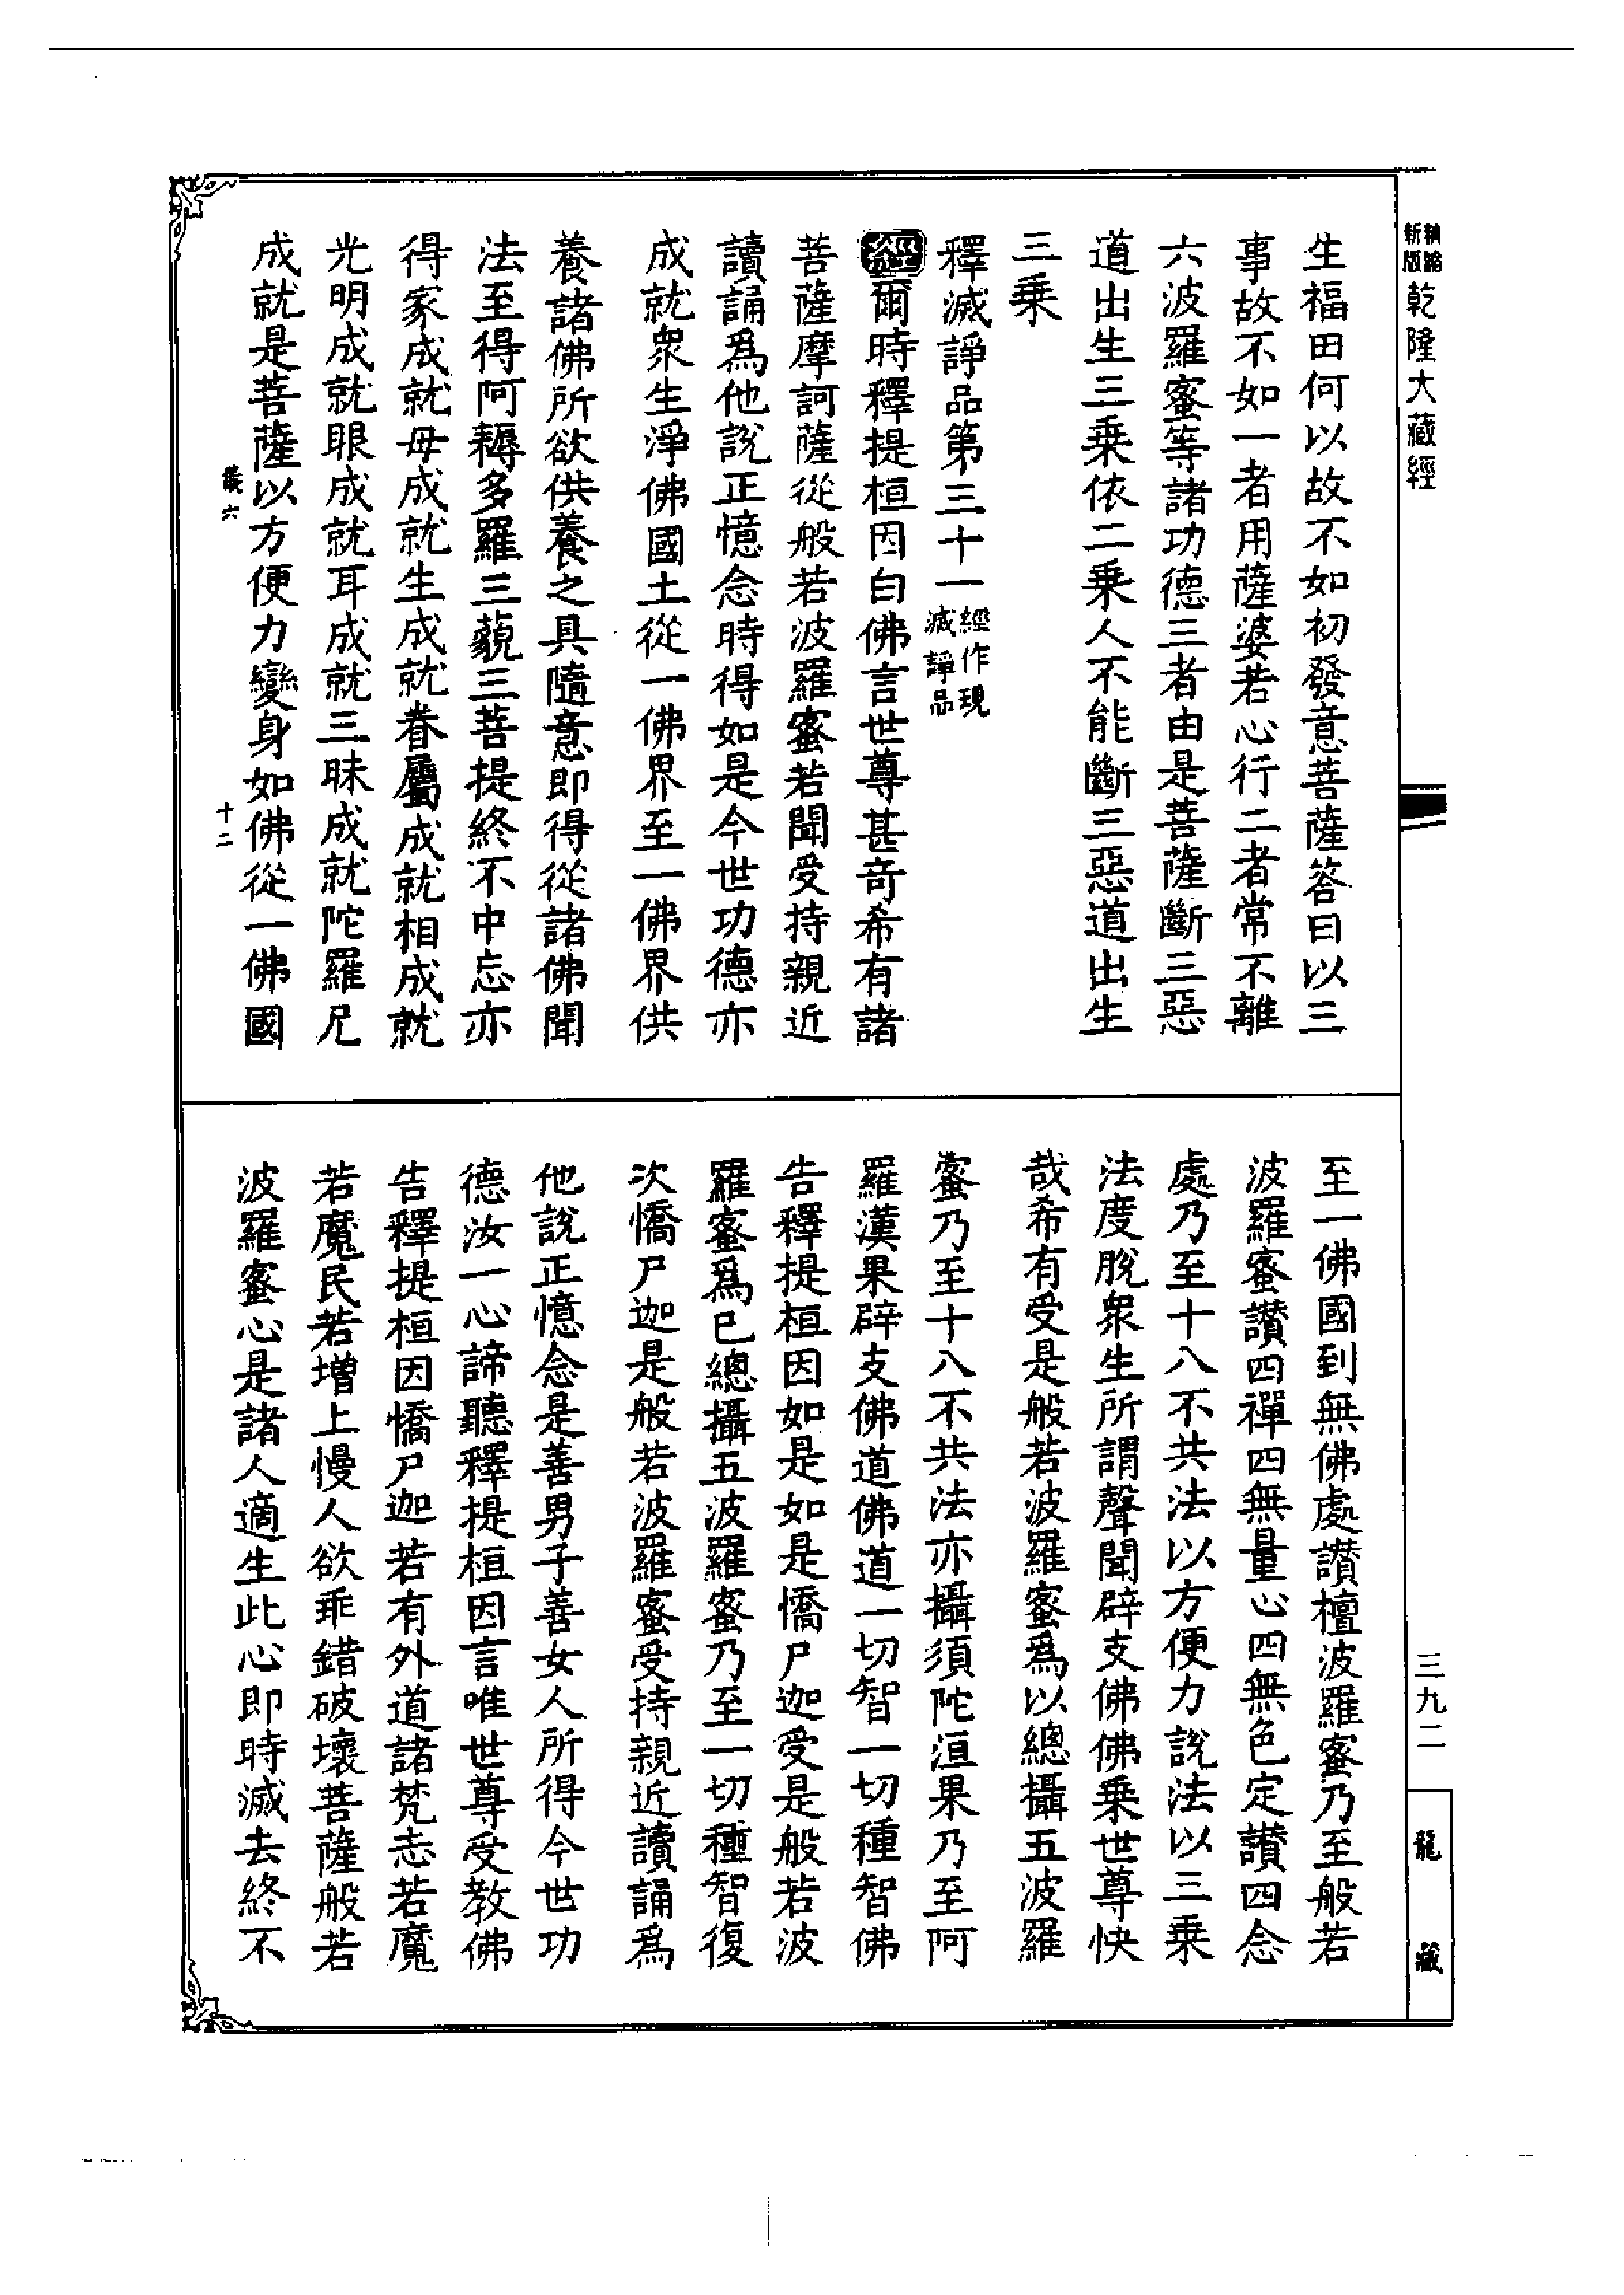 新版
乾隆大藏經
生福田何以故不如初發意菩薩答曰以三
事故不如一者用薩婆若心行二者常不離
六波羅蜜等諸功德三者由是菩薩斷三惡
道出生三乗依二乗人不能斷三惡道出生
三乗
釋滅諍品第三十一經作現滅諍品
經爾時釋提桓因白佛言世尊甚竒希有諸
菩薩摩訶薩從般若波羅蜜若聞受持親近
讀誦爲他說正憶念時得如是今世功德亦
成就衆生淨佛國土從一佛界至一佛界供
養諸佛所欲供養之具隨意即得從諸佛聞
法至得阿耨多羅三藐三菩提終不中忘亦
得家成就母成就生成就眷屬成就相成就
光明成就眼成就耳成就三昧成就陀羅尼
成就是菩薩以方便力變身如佛從一佛國
六
十二
至一佛國到無佛處讃檀波羅蜜乃至般若
波羅蜜讃四禪四無量心四無色定讃四念
處乃至十八不共法以方便力說法以三乗
法度脫衆生所謂聲聞辟支佛佛乗世尊快
哉希有受是般若波羅蜜爲以總攝五波羅
蜜乃至十八不共法亦攝須陀洹果乃至阿
羅漢果辟支佛道佛道一切智一切種智佛
告釋提桓因如是如是憍尸迦受是般若波
羅蜜爲已總攝五波羅蜜乃至一切種智復
次憍尸迦是般若波羅蜜受持親近讀誦爲
他說正憶念是善男子善女人所得今世功
德汝一心諦聽釋提桓因言唯世尊受教佛
告釋提桓因憍尸迦若有外道諸梵志若魔
若魔民若增上慢人欲乖錯破壞菩薩般若
波羅蜜心是諸人適生此心即時滅去終不
三九二
龍藏